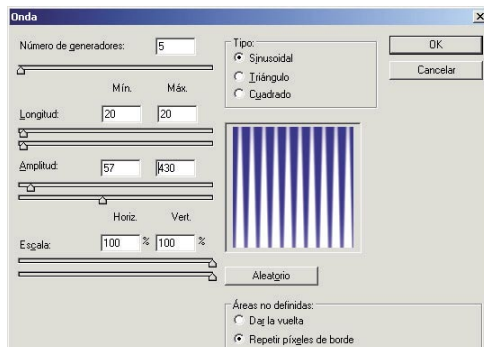 Onda
Número de generadores: 5
Mín. Máx.
Longitud: 20 20
Amplitud: 57 430
Horiz. Vert.
Escala: 100 % 100 %
Tipo:
Sinusoidal
Triángulo
Cuadrado
OK
Cancelar
Aleatorio
Áreas no definidas:
Dar la vuelta
Repetir píxeles de borde